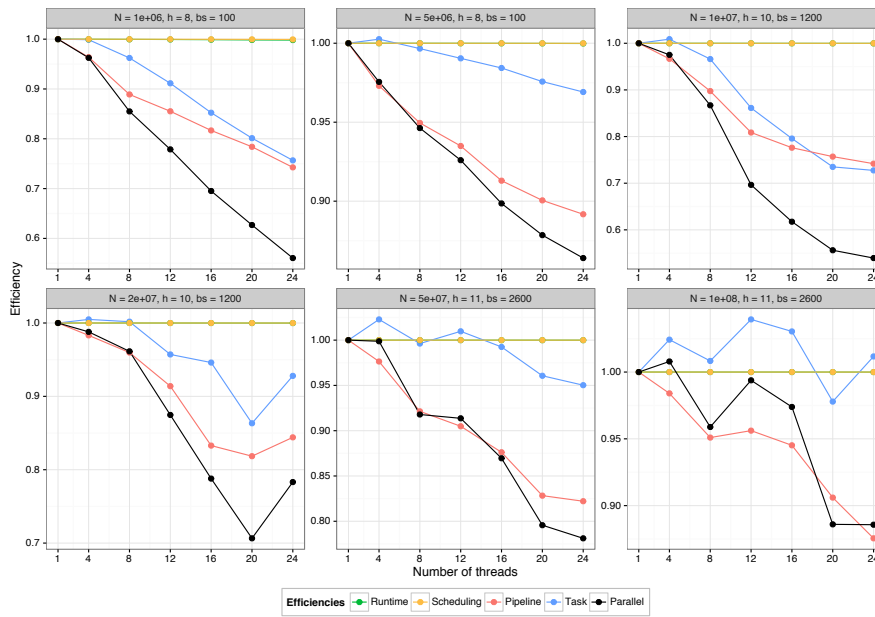 N = 1e+06, h = 8, bs = 100
N = 5e+06, h = 8, bs = 100
N = 1e+07, h = 10, bs = 1200
1.0
0.9
0.8
0.7
0.6
1.00
0.95
0.90
1.0
0.9
0.8
0.7
0.6
1 4 8 12 16 20 24
1 4 8 12 16 20 24
1 4 8 12 16 20 24
Efficiency
N = 2e+07, h = 10, bs = 1200
N = 5e+07, h = 11, bs = 2600
N = 1e+08, h = 11, bs = 2600
1.0
0.9
0.8
0.7
1.00
0.95
0.90
0.85
0.80
1.00
0.95
0.90
1 4 8 12 16 20 24
1 4 8 12 16 20 24
1 4 8 12 16 20 24
Number of threads
Efficiencies Runtime Scheduling Pipeline Task Parallel